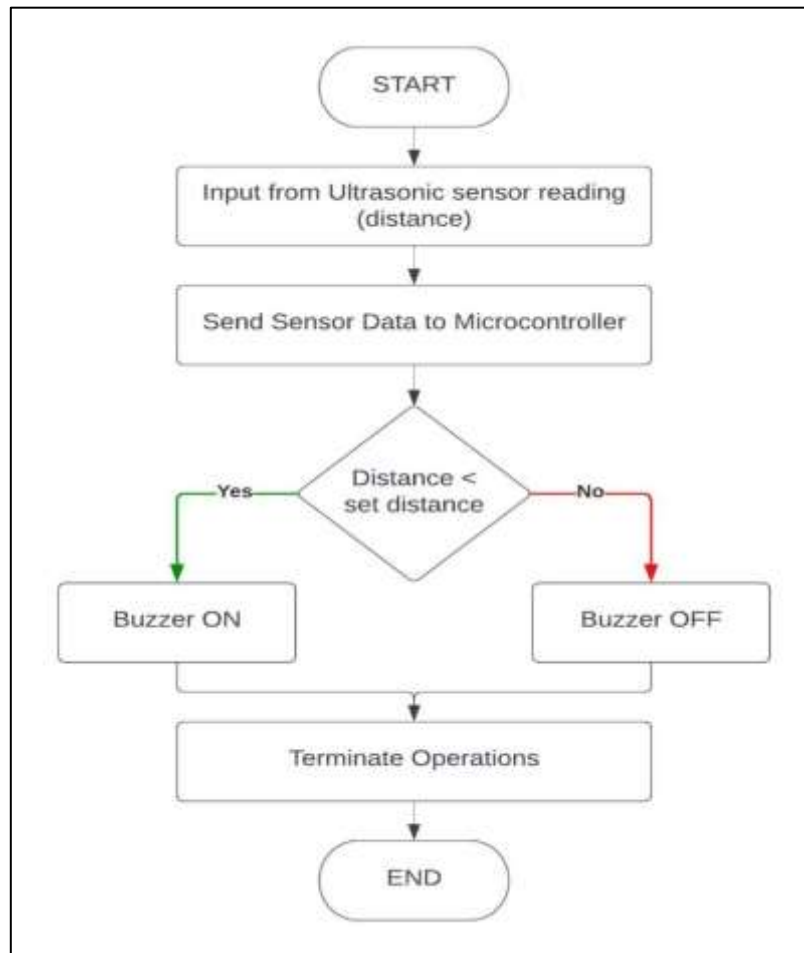 START
Input from Ultrasonic sensor reading
(distance)
Send Sensor Data to Microcontroller
Distance <
set distance
Yes
No
Buzzer ON
Buzzer OFF
Terminate Operations
END